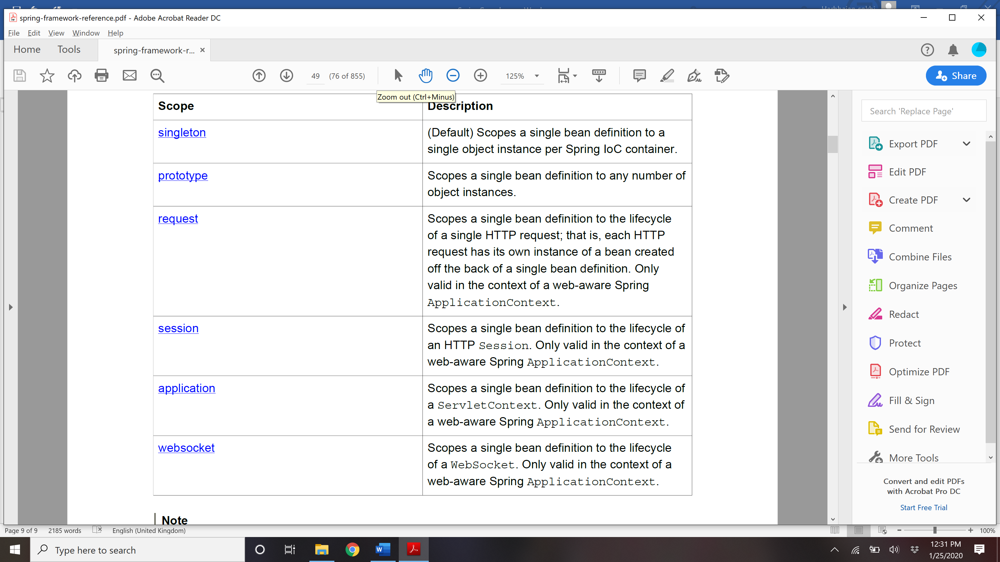 spring-framework-reference.pdf - Adobe Acrobat Reader DC
File Edit View Window Help
Home Tools spring-framework-r... ×
49 (76 of 855) 125% Share
Zoom out (Ctrl+Minus)
Scope Description
singleton (Default) Scopes a single bean definition to a
single object instance per Spring IoC container.
prototype Scopes a single bean definition to any number of
object instances.
request Scopes a single bean definition to the lifecycle
of a single HTTP request; that is, each HTTP
request has its own instance of a bean created
off the back of a single bean definition. Only
valid in the context of a web-aware Spring
ApplicationContext.
session Scopes a single bean definition to the lifecycle of
an HTTP Session. Only valid in the context of a
web-aware Spring ApplicationContext.
application Scopes a single bean definition to the lifecycle of
a ServletContext. Only valid in the context of
a web-aware Spring ApplicationContext.
websocket Scopes a single bean definition to the lifecycle
of a WebSocket. Only valid in the context of a
web-aware Spring ApplicationContext.
Note
Search 'Replace Page'
Export PDF
Edit PDF
Create PDF
Comment
Combine Files
Organize Pages
Redact
Protect
Optimize PDF
Fill & Sign
Send for Review
More Tools
Convert and edit PDFs
with Acrobat Pro DC
Start Free Trial
Page 9 of 9 2185 words English (United Kingdom) 100%
Type here to search
12:31 PM
1/25/2020